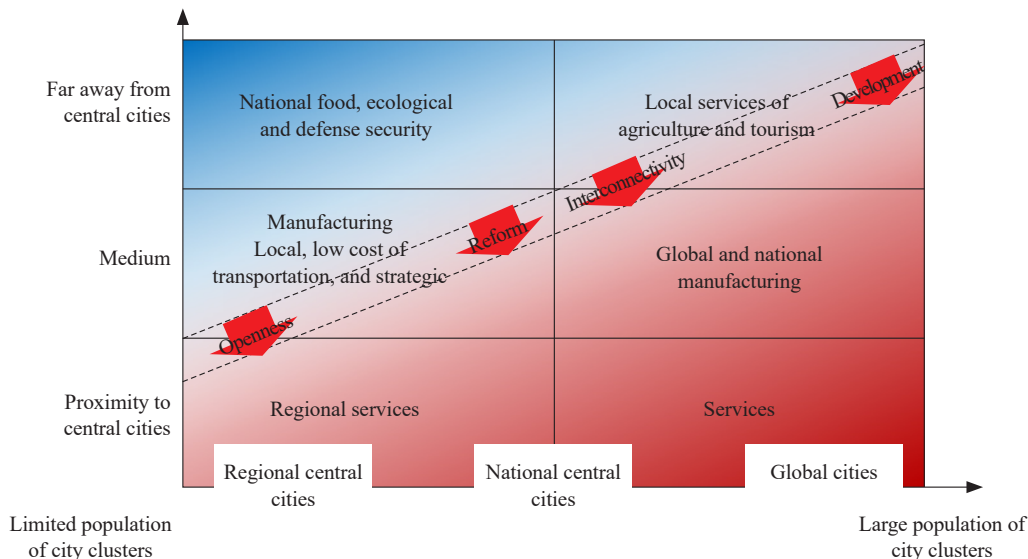 Far away from
central cities
National food, ecological
and defense security
Local services of
agriculture and tourism
Development
Interconnectivity
Medium
Manufacturing
Local, low cost of
transportation, and strategic
Reform
Global and national
manufacturing
Openness
Proximity to
central cities
Regional services
Services
Regional central
cities
National central
cities
Global cities
Limited population
of city clusters
Large population of
city clusters